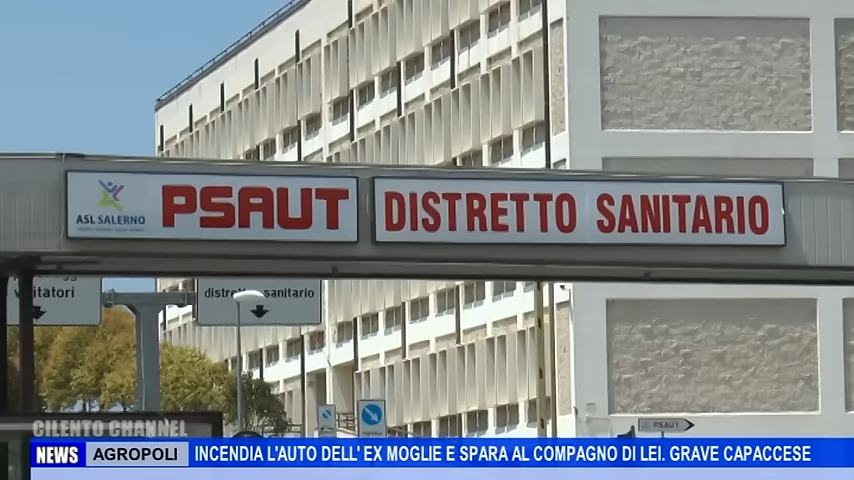 ASL SALERNO
PSAUT
DISTRETTO SANITARIO
distretto sanitario
PSAUT
CILENTO CHANNEL
NEWS AGROPOLI INCENDIA L'AUTO DELL' EX MOGLIE E SPARA AL COMPAGNO DI LEI. GRAVE CAPACCESE